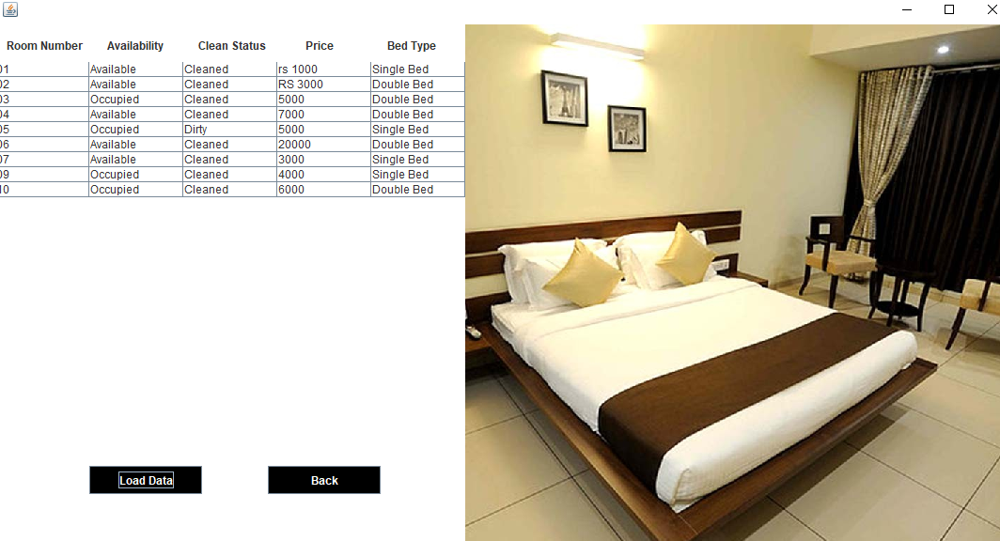 Room Number Availability Clean Status Price Bed Type
01 Available Cleaned rs 1000 Single Bed
02 Available Cleaned RS 3000 Double Bed
03 Occupied Cleaned 5000 Double Bed
04 Available Cleaned 7000 Double Bed
05 Occupied Dirty 5000 Single Bed
06 Available Cleaned 20000 Double Bed
07 Available Cleaned 3000 Single Bed
09 Occupied Cleaned 4000 Single Bed
10 Occupied Cleaned 6000 Double Bed
Load Data Back